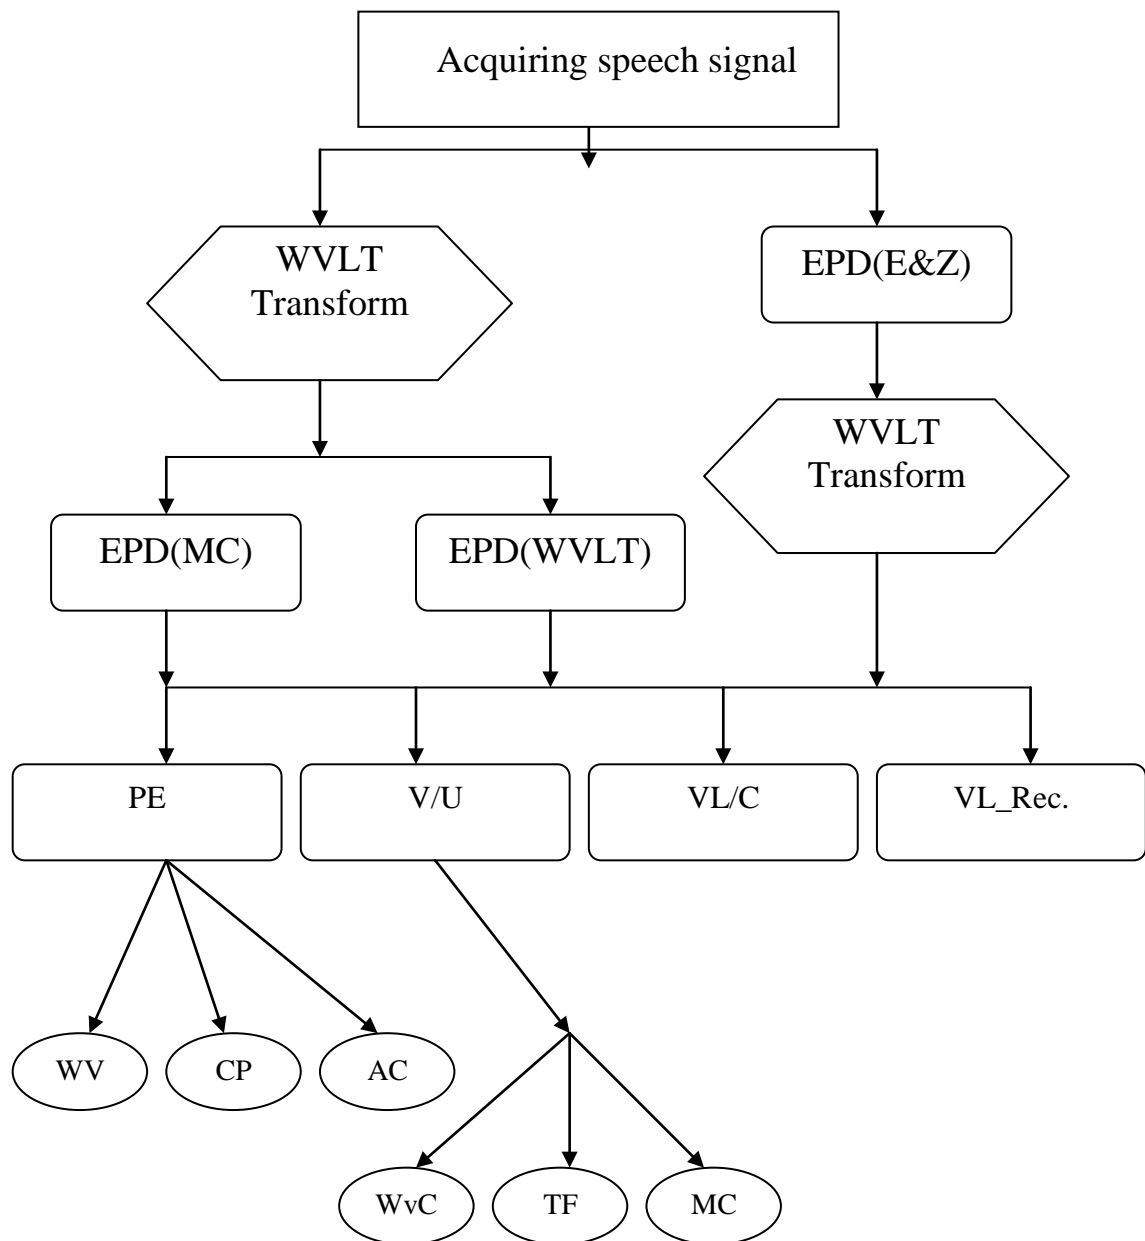 Acquiring speech signal
WVLT
Transform
EPD(E&Z)
WVLT
Transform
EPD(MC)
EPD(WVLT)
PE
V/U
VL/C
VL_Rec.
WV
CP
AC
WvC
TF
MC